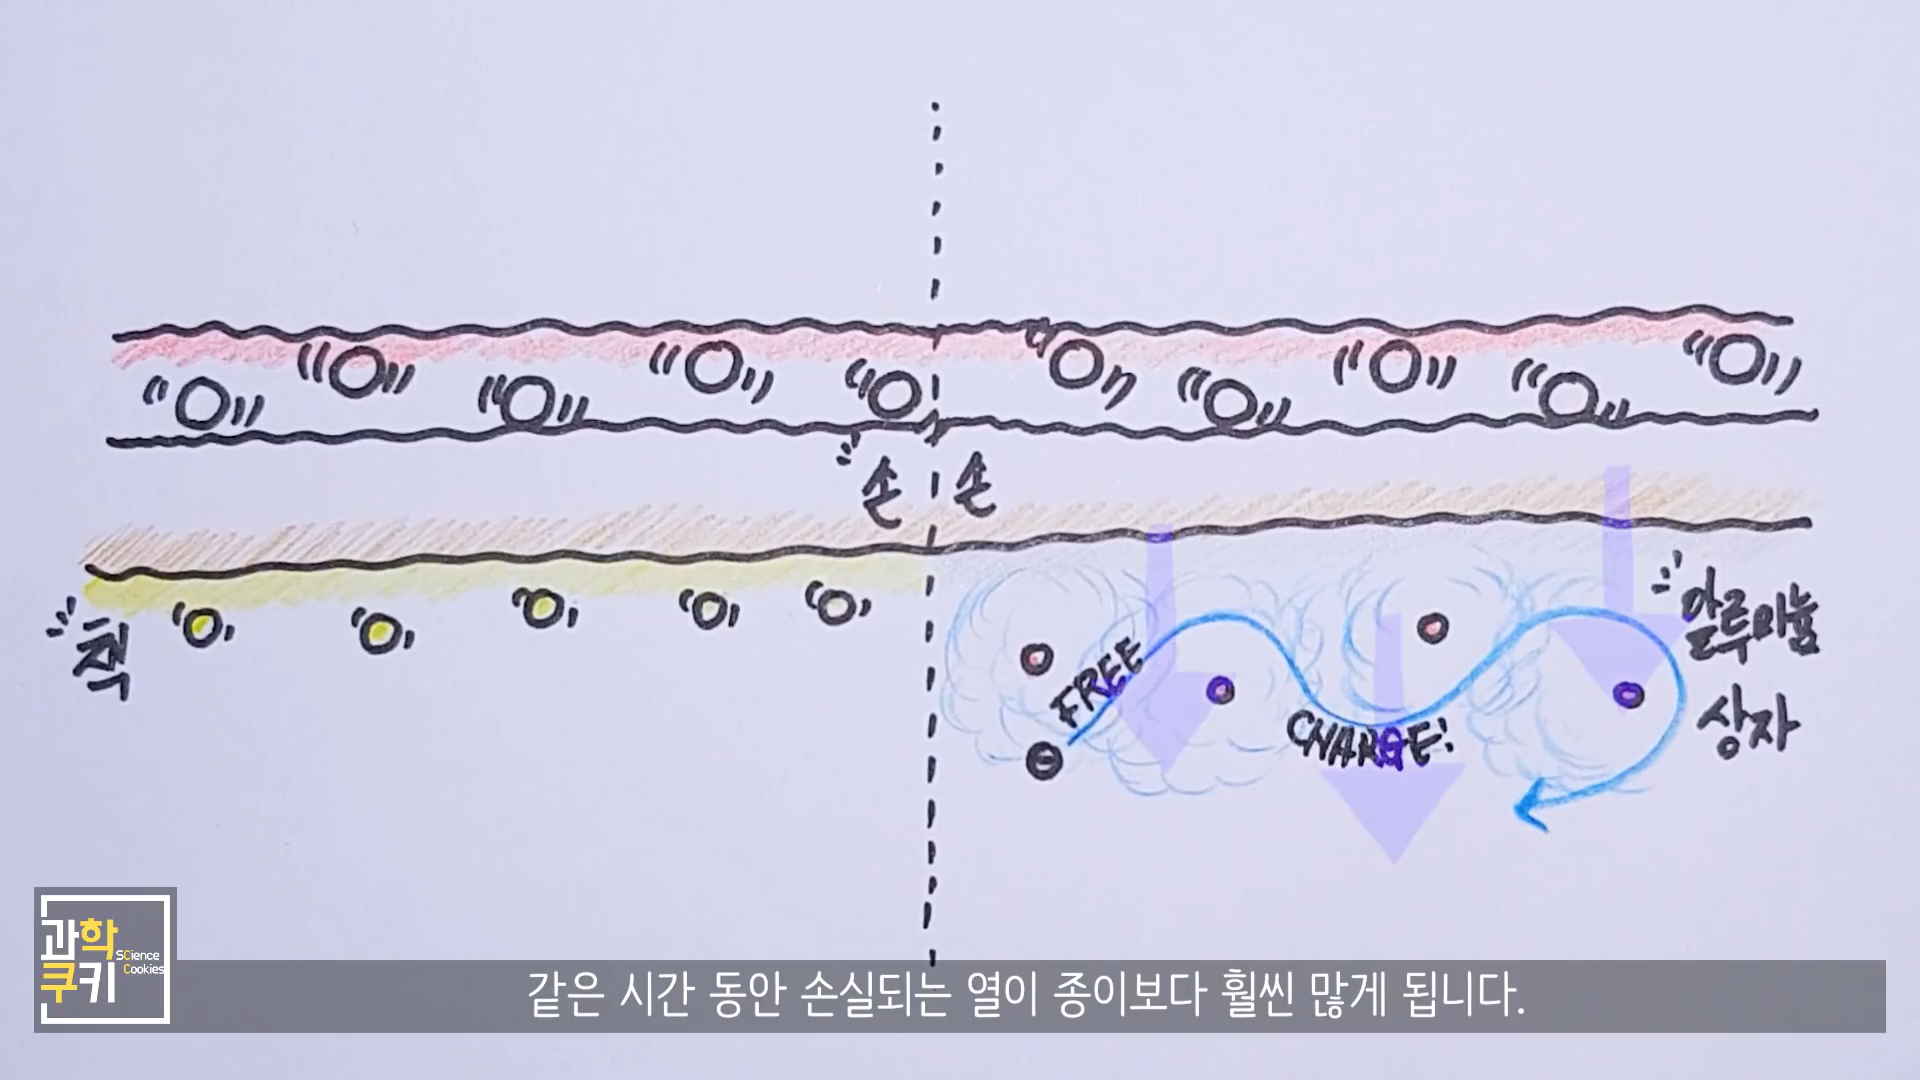 손
손
책
알루미늄
상자
FREE
CHARGE!
과학
쿠키
Science
Cookies
같은 시간 동안 손실되는 열이 종이보다 훨씬 많게 됩니다.